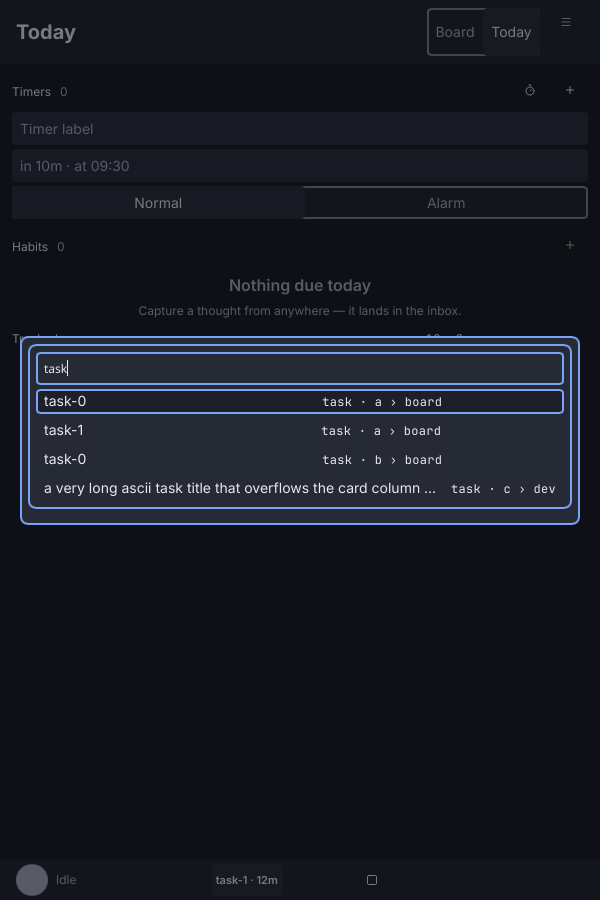 Today
Board Today
Timers 0
Timer label
in 10m · at 09:30
Normal Alarm
Habits 0
Nothing due today
Capture a thought from anywhere — it lands in the inbox.
task
task-0 task · a › board
task-1 task · a › board
task-0 task · b › board
a very long ascii task title that overflows the card column ... task · c › dev
Idle task-1 · 12m